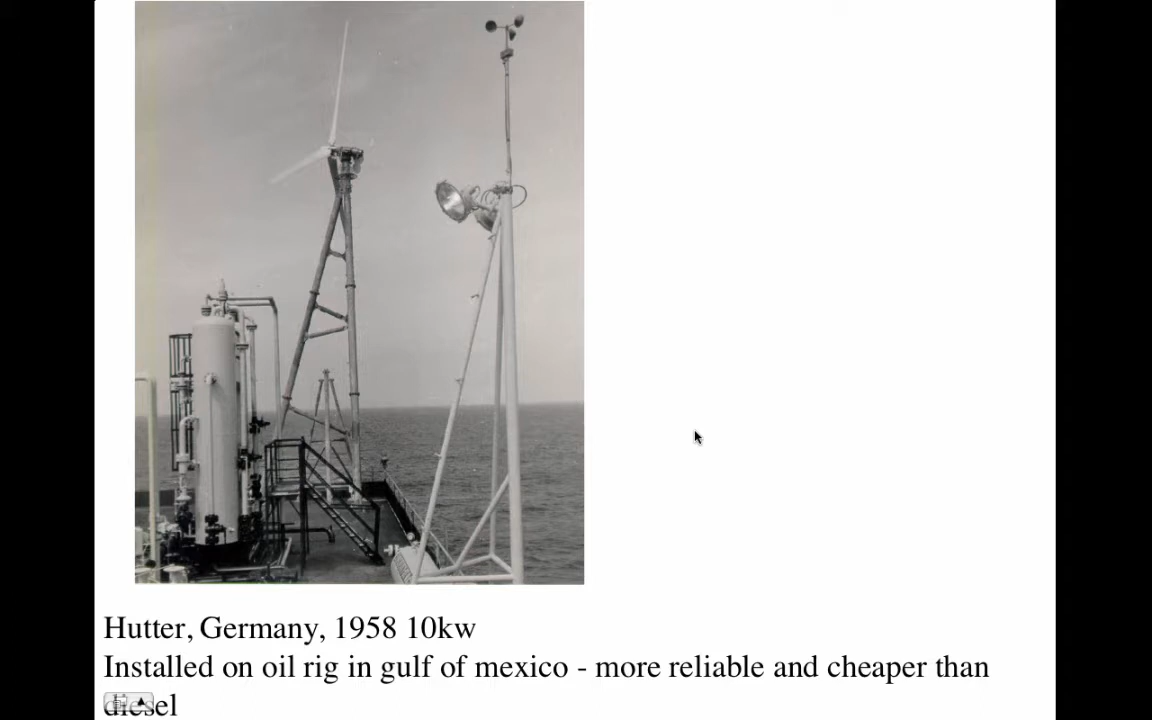 Hutter, Germany, 1958 10kw
Installed on oil rig in gulf of mexico - more reliable and cheaper than
diesel